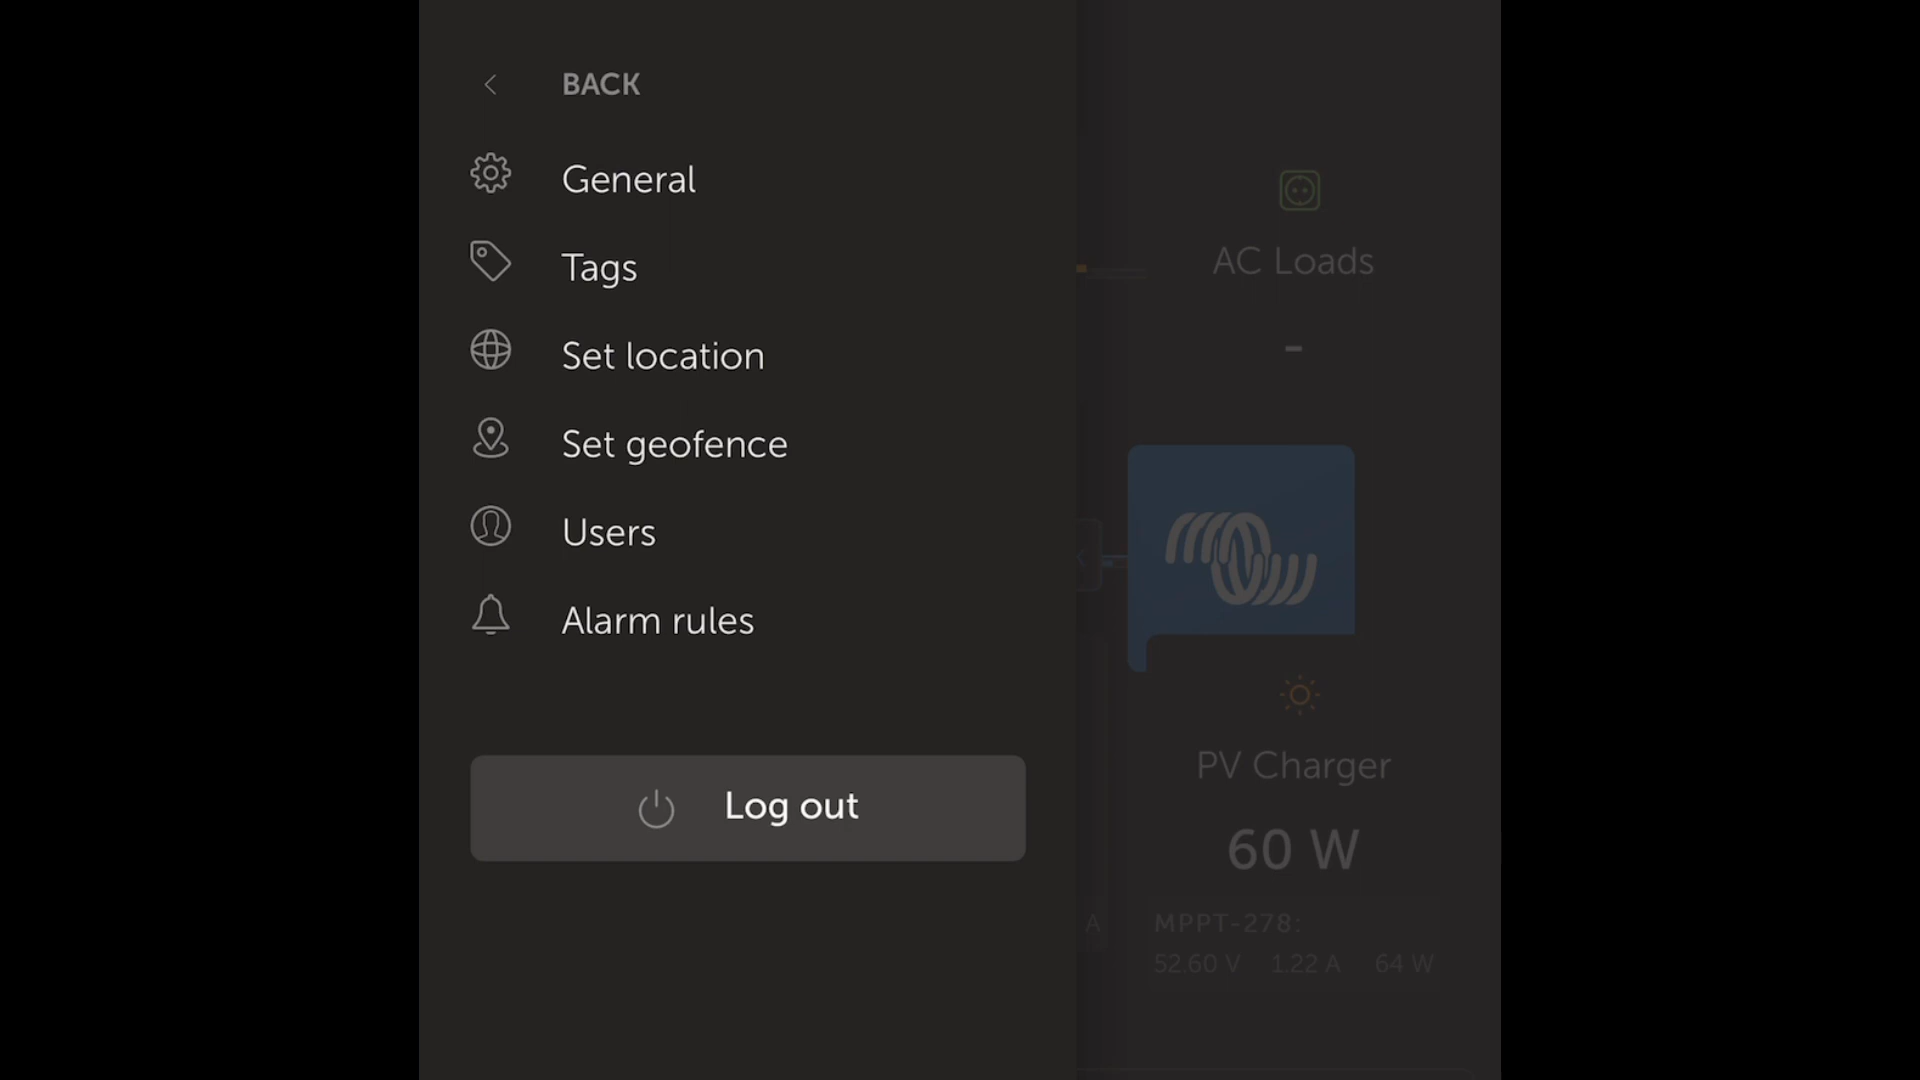 BACK
General
Tags
Set location
Set geofence
Users
Alarm rules
Log out
AC Loads
-
PV Charger
60 W
A
MPPT-278:
52.60 V 1.22 A 64 W